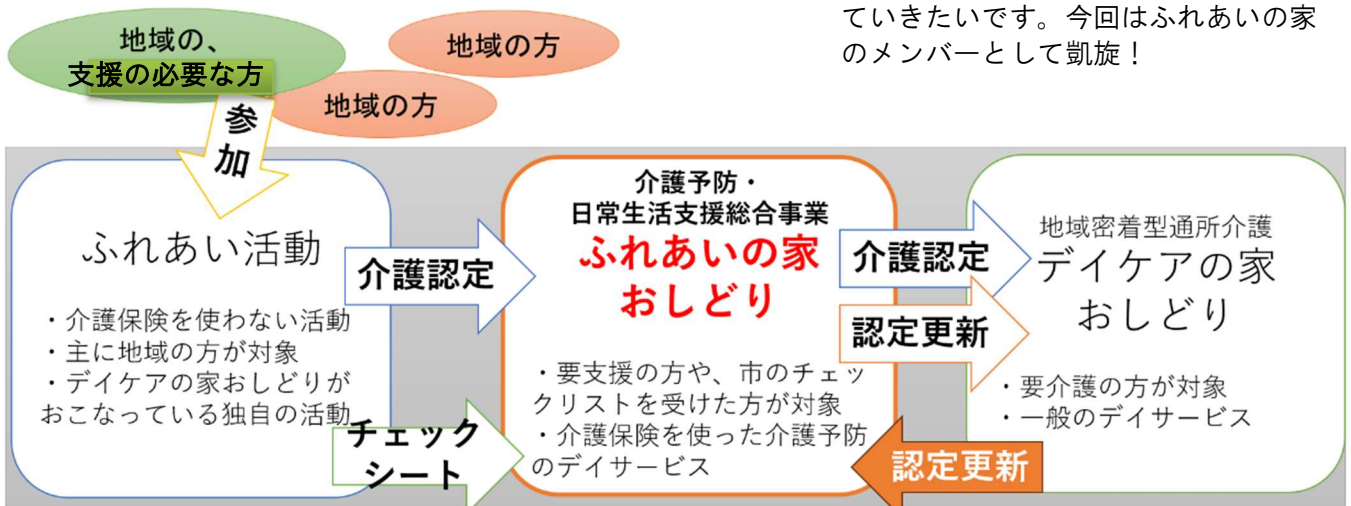 ていきたいです。今回はふれあいの家
のメンバーとして凱旋！
地域の、
支援の必要な方
地域の方
地域の方
参
加
ふれあい活動
・介護保険を使わない活動
・主に地域の方が対象
・デイケアの家おしどりが
おこなっている独自の活動
介護認定
チェック
シート
介護予防・
日常生活支援総合事業
ふれあいの家
おしどり
・要支援の方や、市のチェッ
クリストを受けた方が対象
・介護保険を使った介護予防
のデイサービス
介護認定
認定更新
認定更新
地域密着型通所介護
デイケアの家
おしどり
・要介護の方が対象
・一般のデイサービス